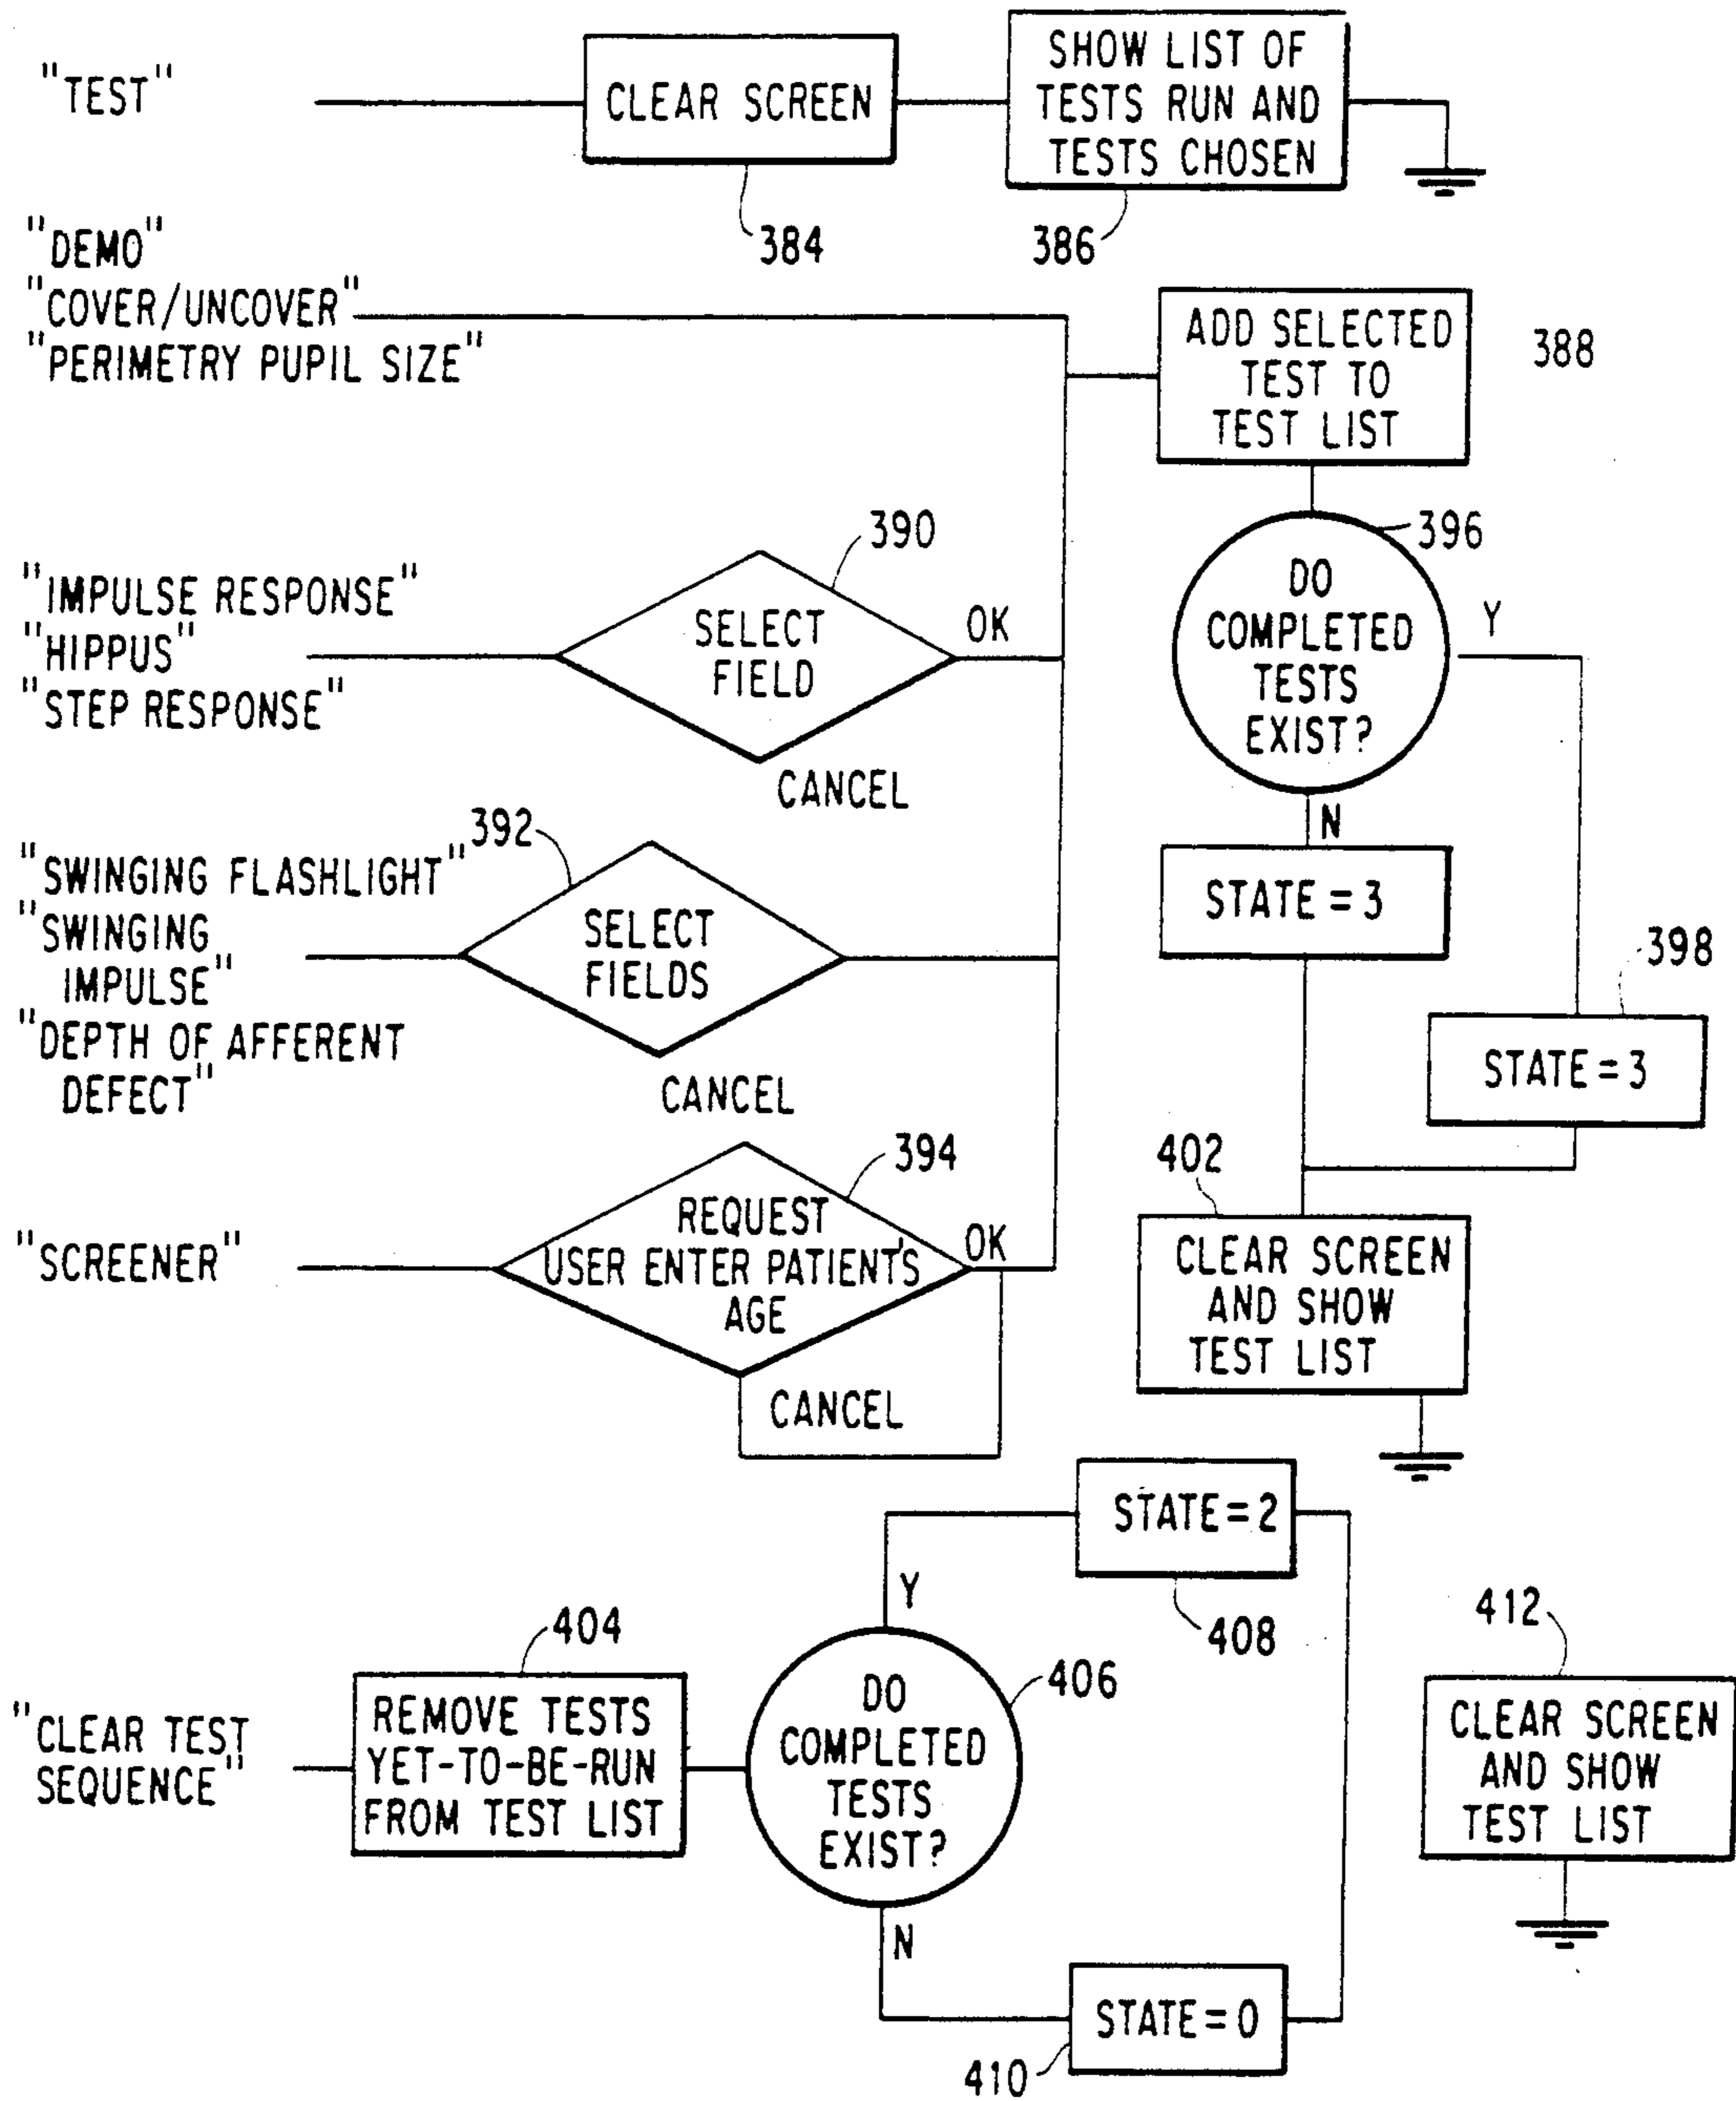 "TEST"
CLEAR SCREEN
384
SHOW LIST OF
TESTS RUN AND
TESTS CHOSEN
386
"DEMO"
"COVER/UNCOVER"
"PERIMETRY PUPIL SIZE"
ADD SELECTED
TEST TO
TEST LIST
388
"IMPULSE RESPONSE"
"HIPPUS"
"STEP RESPONSE"
390
SELECT
FIELD
OK
CANCEL
396
DO
COMPLETED
TESTS
EXIST?
Y
N
STATE = 3
398
STATE = 3
"SWINGING FLASHLIGHT"
"SWINGING
IMPULSE"
"DEPTH OF AFFERENT
DEFECT"
392
SELECT
FIELDS
CANCEL
"SCREENER"
394
REQUEST
USER ENTER PATIENT'S
AGE
OK
CANCEL
402
CLEAR SCREEN
AND SHOW
TEST LIST
"CLEAR TEST
SEQUENCE"
404
REMOVE TESTS
YET-TO-BE-RUN
FROM TEST LIST
406
DO
COMPLETED
TESTS
EXIST?
Y
STATE = 2
408
N
STATE = 0
410
412
CLEAR SCREEN
AND SHOW
TEST LIST